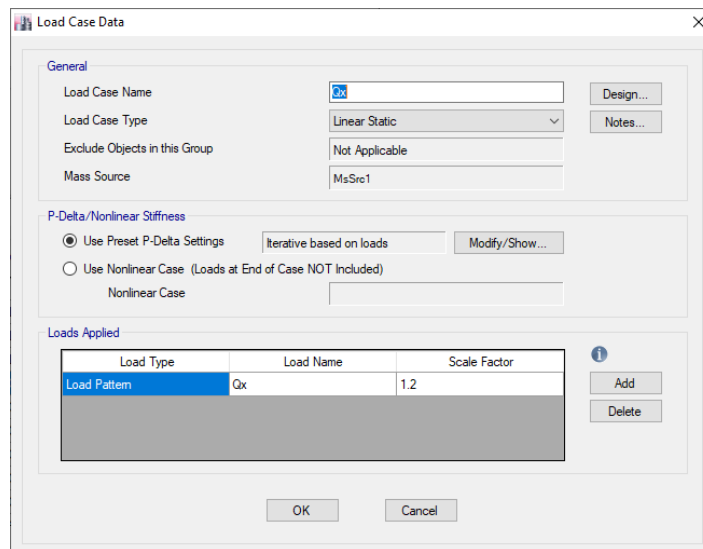 Load Case Data
General
Load Case Name
Qx
Design...
Load Case Type
Linear Static
Notes...
Exclude Objects in this Group
Not Applicable
Mass Source
MsSrc1
P-Delta/Nonlinear Stiffness
Use Preset P-Delta Settings
Iterative based on loads
Modify/Show...
Use Nonlinear Case (Loads at End of Case NOT Included)
Nonlinear Case
Loads Applied
Load Type
Load Name
Scale Factor
Load Pattern
Qx
1.2
Add
Delete
OK
Cancel